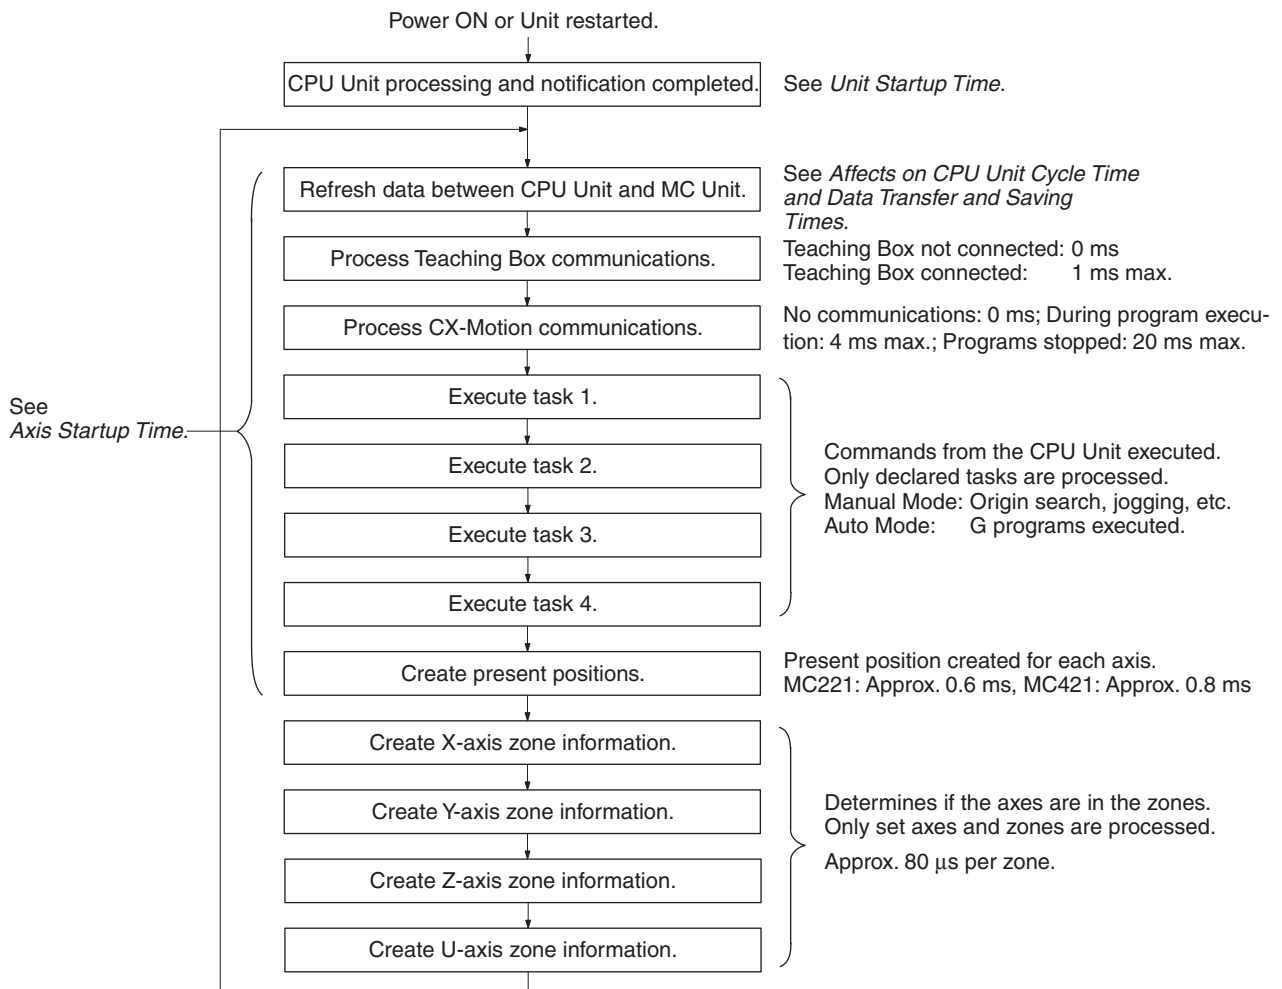 Power ON or Unit restarted.
CPU Unit processing and notification completed.
See Unit Startup Time.
Refresh data between CPU Unit and MC Unit.
See Affects on CPU Unit Cycle Time
and Data Transfer and Saving
Times.
Process Teaching Box communications.
Teaching Box not connected: 0 ms
Teaching Box connected: 1 ms max.
Process CX-Motion communications.
No communications: 0 ms; During program execu-
tion: 4 ms max.; Programs stopped: 20 ms max.
See
Axis Startup Time.
Execute task 1.
Execute task 2.
Execute task 3.
Execute task 4.
Commands from the CPU Unit executed.
Only declared tasks are processed.
Manual Mode: Origin search, jogging, etc.
Auto Mode: G programs executed.
Create present positions.
Present position created for each axis.
MC221: Approx. 0.6 ms, MC421: Approx. 0.8 ms
Create X-axis zone information.
Create Y-axis zone information.
Create Z-axis zone information.
Create U-axis zone information.
Determines if the axes are in the zones.
Only set axes and zones are processed.
Approx. 80 μs per zone.